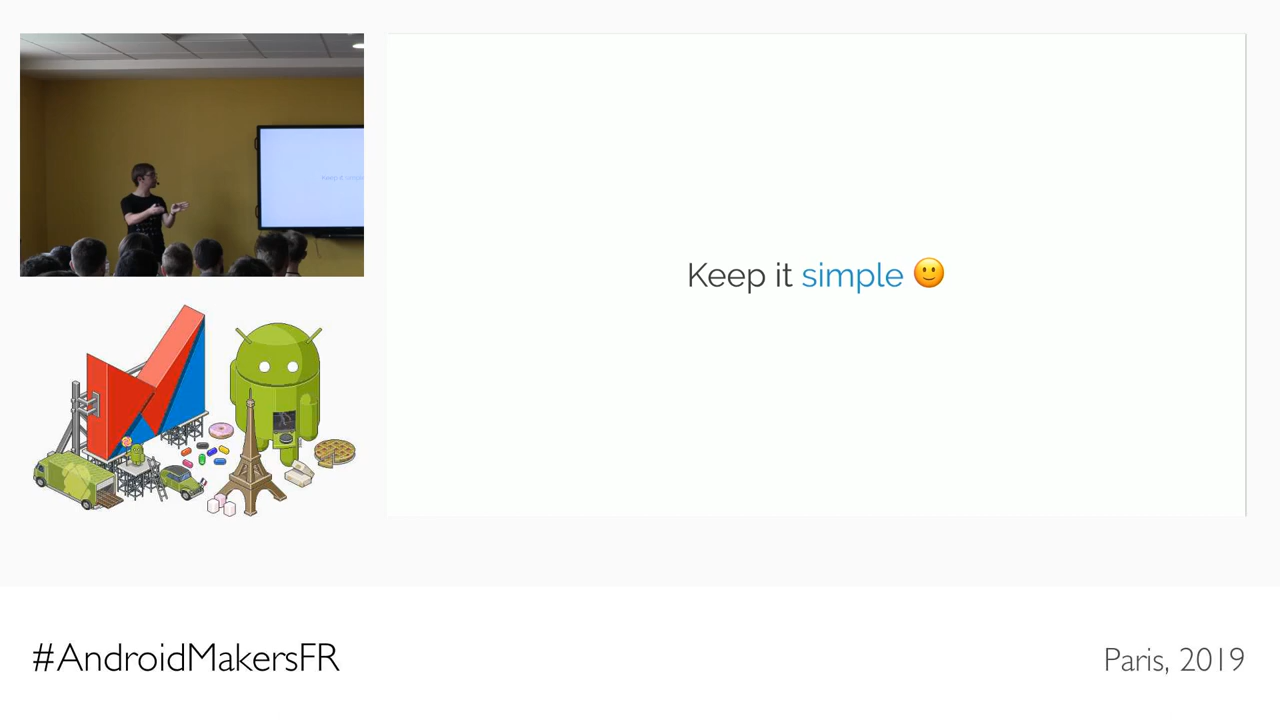 Keep it simple 🙂
#AndroidMakersFR
Paris, 2019